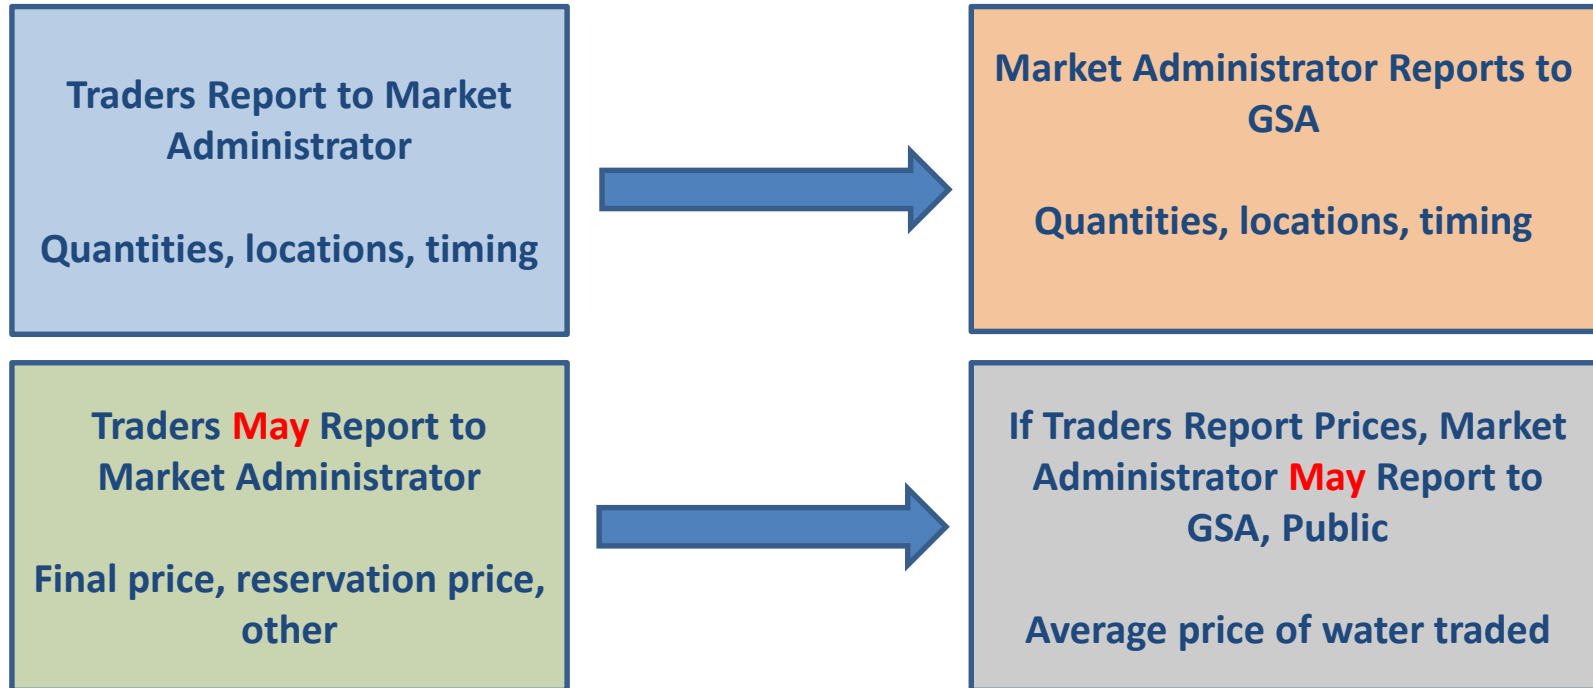 Traders Report to Market
Administrator
Quantities, locations, timing
Market Administrator Reports to
GSA
Quantities, locations, timing
Traders May Report to
Market Administrator
Final price, reservation price,
other
If Traders Report Prices, Market
Administrator May Report to
GSA, Public
Average price of water traded